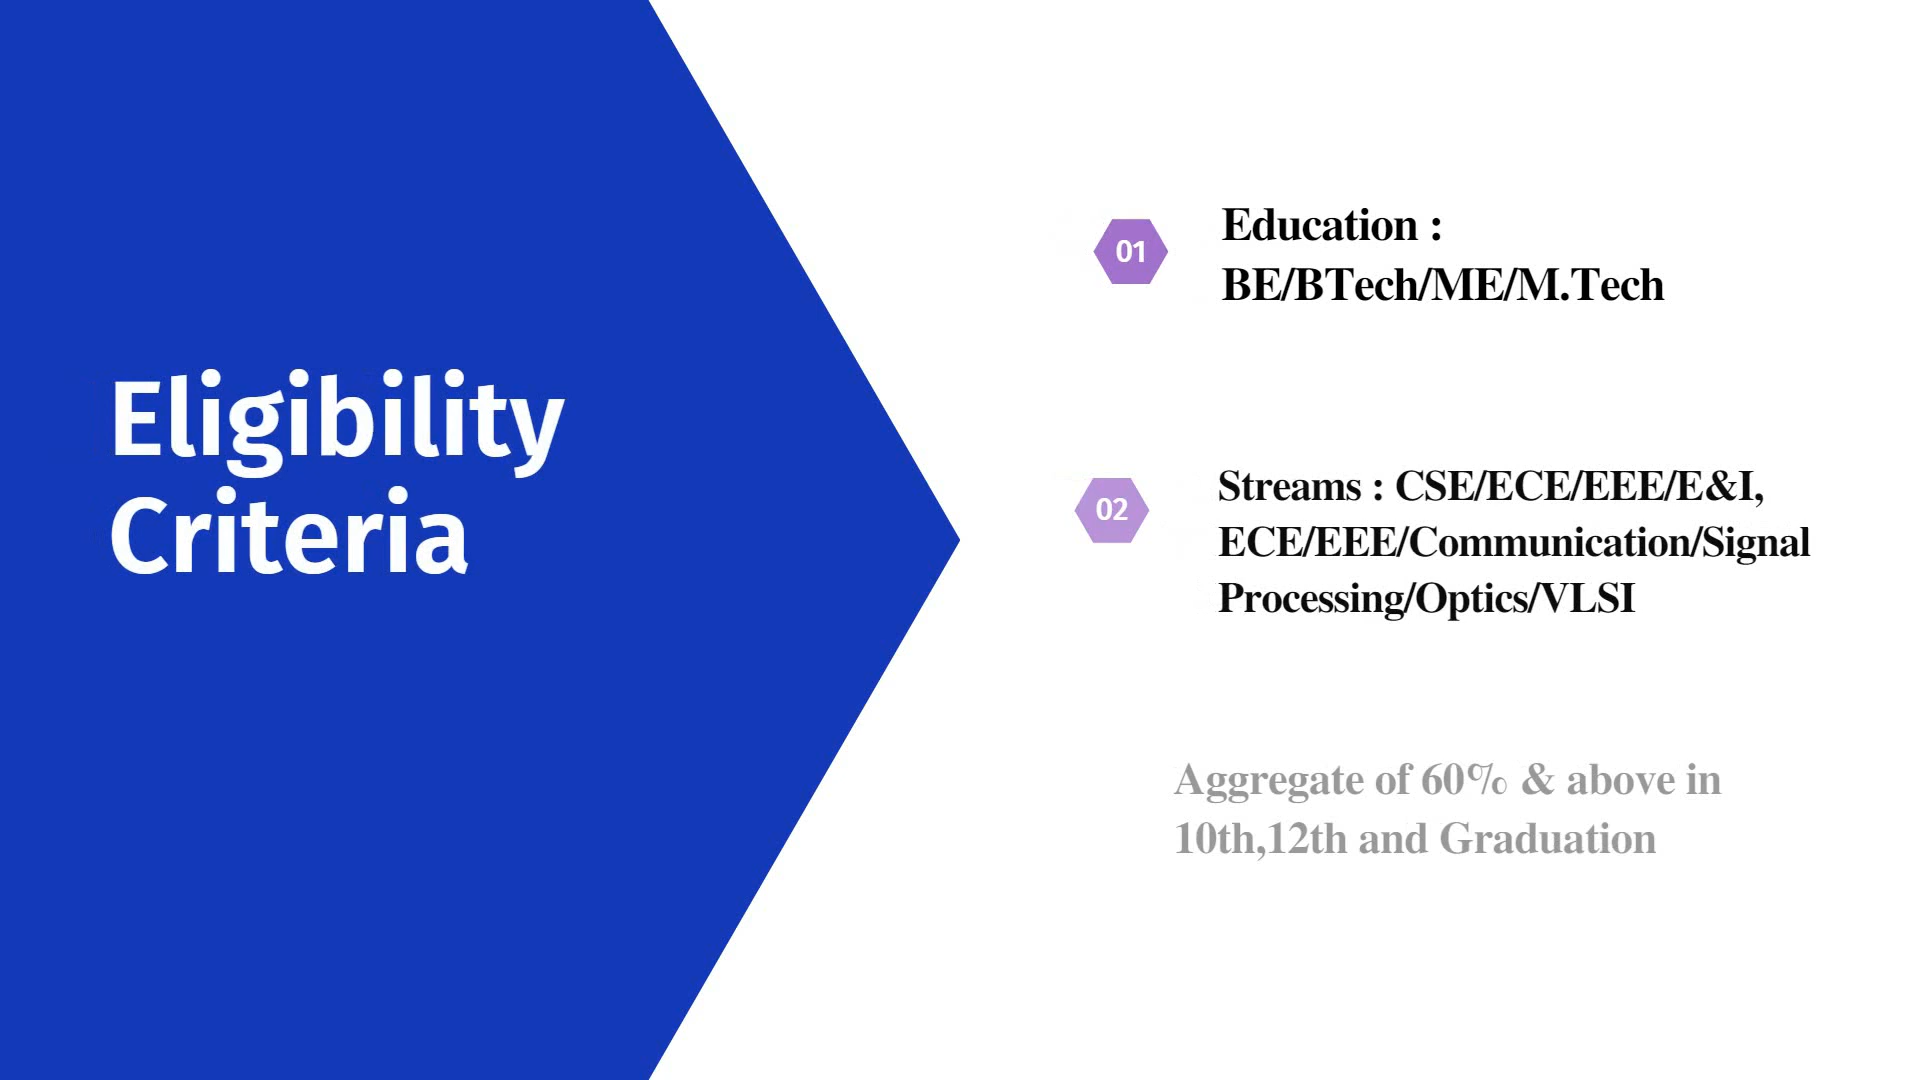 Eligibility
Criteria
01
Education :
BE/BTech/ME/M.Tech
02
Streams : CSE/ECE/EEE/E&I,
ECE/EEE/Communication/Signal
Processing/Optics/VLSI
Aggregate of 60% & above in
10th,12th and Graduation